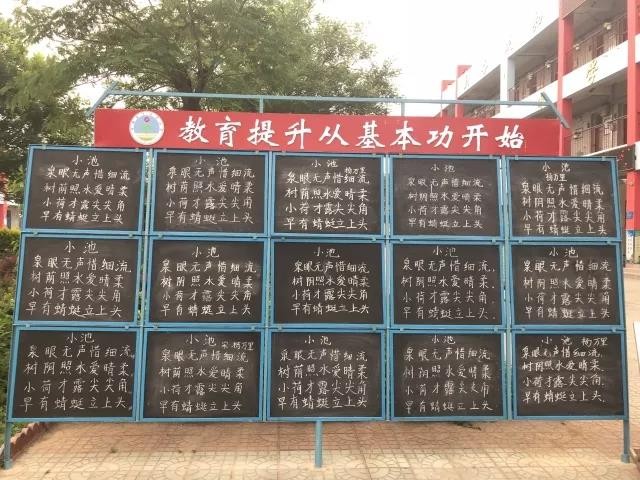 教育提升从基本功开始
小池
泉眼无声惜细流
树荫照水爱晴柔
小荷才露尖尖角
早有蜻蜓立上头
小池
泉眼无声惜细流
树荫照水爱晴柔
小荷才露尖尖角
早有蜻蜓立上头
小池
杨万里
泉眼无声惜细流
树荫照水爱晴柔
小荷才露尖尖角
早有蜻蜓立上头
小池
泉眼无声惜细流
树阴照水爱晴柔
小荷才露尖尖角
早有蜻蜓立上头
小池
杨万里
泉眼无声惜细流
树阴照水爱晴柔
小荷才露尖尖角
早有蜻蜓立上头
小池
泉眼无声惜细流
树荫照水爱晴柔
小荷才露尖尖角
早有蜻蜓立上头
小池
泉眼无声惜细流
树荫照水爱晴柔
小荷才露尖尖角
早有蜻蜓立上头
小池
泉眼无声惜细流
树阴照水爱晴柔
小荷才露尖尖角
早有蜻蜓立上头
小池
泉眼无声惜细流,
树阴照水爱晴柔.
小荷才露尖尖角,
早有蜻蜓立上头.
小池
泉眼无声惜细流
树阴照水爱晴柔
小荷才露尖尖角
早有蜻蜓立上头
小池
泉眼无声惜细流
树荫照水爱晴柔
小荷才露尖尖角
早有蜻蜓立上头
小池 宋 杨万里
泉眼无声惜细流
树阴照水爱晴柔
小荷才露尖尖角
早有蜻蜓立上头
小池
泉眼无声惜细流
树阴照水爱晴柔
小荷才露尖尖角
早有蜻蜓立上头
小池
泉眼无声惜细流
树阴照水爱晴柔
小荷才露尖尖角
早有蜻蜓立上头
小池 杨万里
泉眼无声惜细流,
树阴照水爱晴柔.
小荷才露尖尖角,
早有蜻蜓立上头.